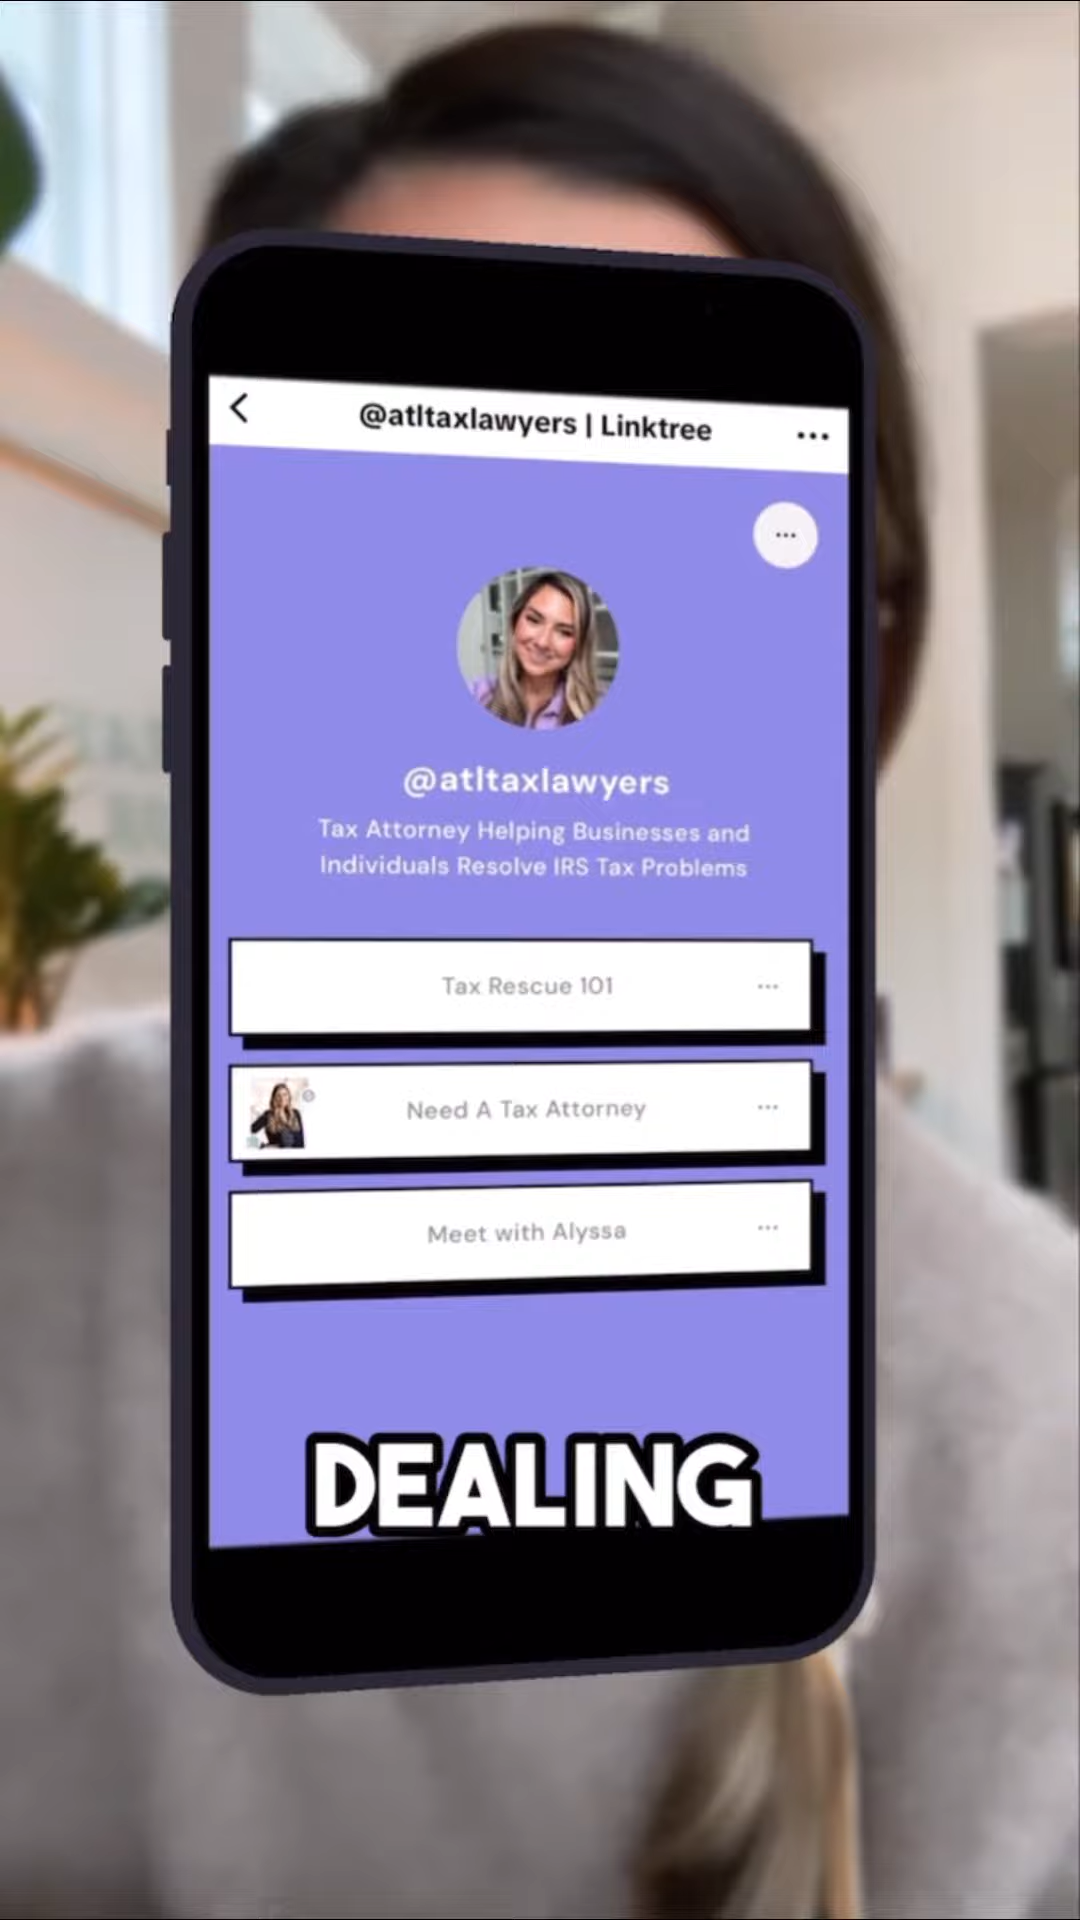 @atltaxlawyers | Linktree
@atltaxlawyers
Tax Attorney Helping Businesses and
Individuals Resolve IRS Tax Problems
Tax Rescue 101
Need A Tax Attorney
Meet with Alyssa
DEALING